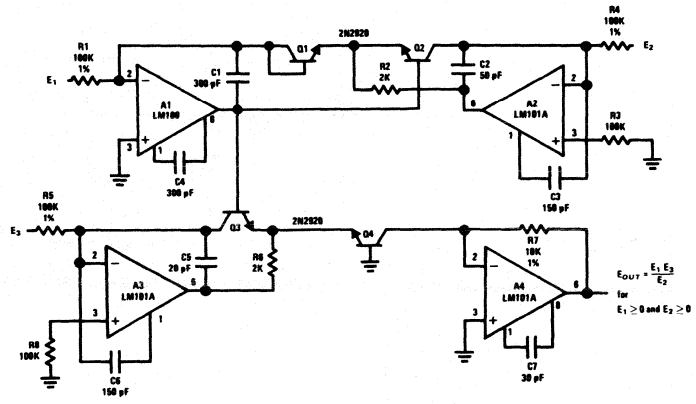 R1
100K
1%
E1
2
3
A1
LM100
6
1
C4
300 pF
C1
300 pF
Q1
2N2920
Q2
R2
2K
C2
50 pF
R4
100K
1%
E2
2
6
A2
LM101A
3
1
R3
100K
C3
150 pF
R5
100K
1%
E3
2
3
A3
LM101A
1
R8
100K
C6
150 pF
Q3
C5
20 pF
R6
2K
2N2920
Q4
R7
10K
1%
2
3
A4
LM101A
6
1
8
C7
30 pF
EOUT = E1 E3
E2
for
E1 ≥ 0 and E2 ≥ 0